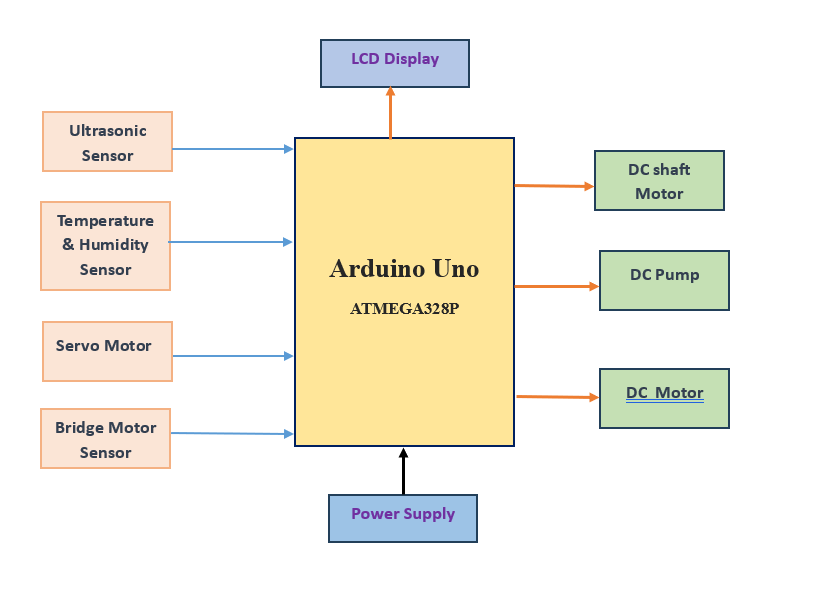 LCD Display
Ultrasonic
Sensor
Temperature
& Humidity
Sensor
Servo Motor
Bridge Motor
Sensor
Arduino Uno
ATMEGA328P
DC shaft
Motor
DC Pump
DC  Motor
Power Supply